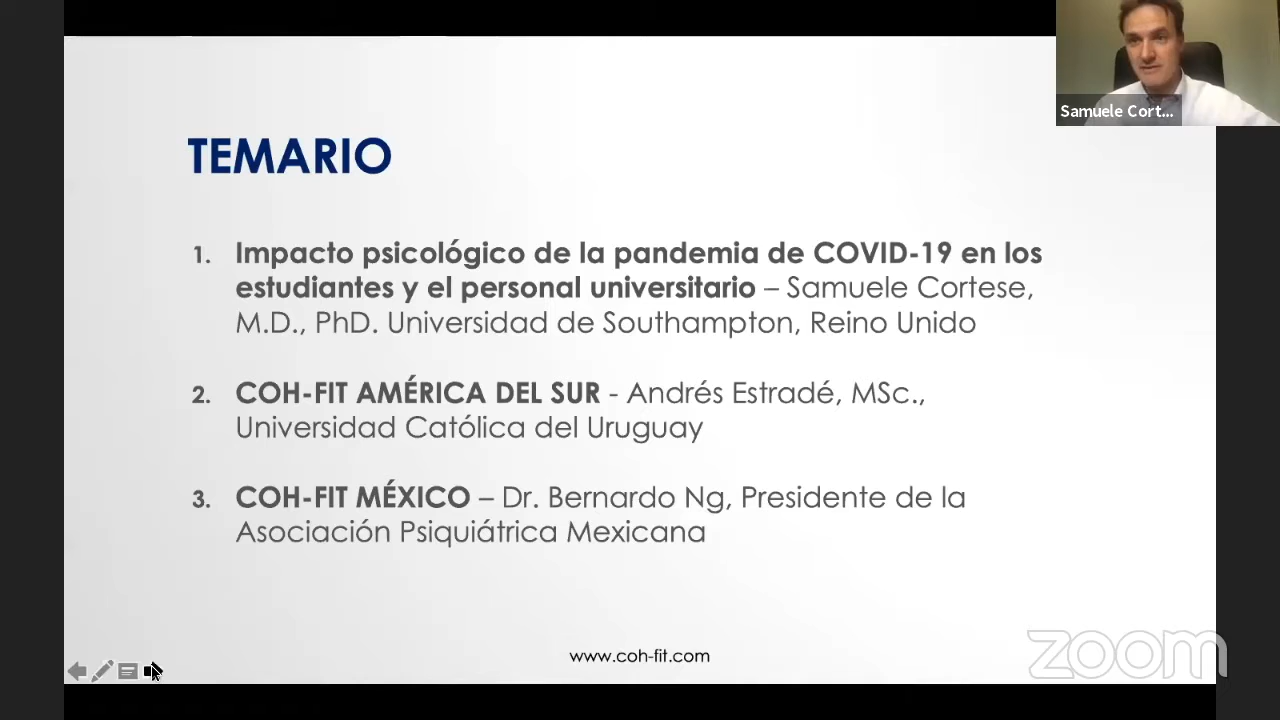 Samuele Cort...
TEMARIO
1. Impacto psicológico de la pandemia de COVID-19 en los
estudiantes y el personal universitario – Samuele Cortese,
M.D., PhD. Universidad de Southampton, Reino Unido
2. COH-FIT AMÉRICA DEL SUR - Andrés Estradé, MSc.,
Universidad Católica del Uruguay
3. COH-FIT MÉXICO – Dr. Bernardo Ng, Presidente de la
Asociación Psiquiátrica Mexicana
www.coh-fit.com
zoom